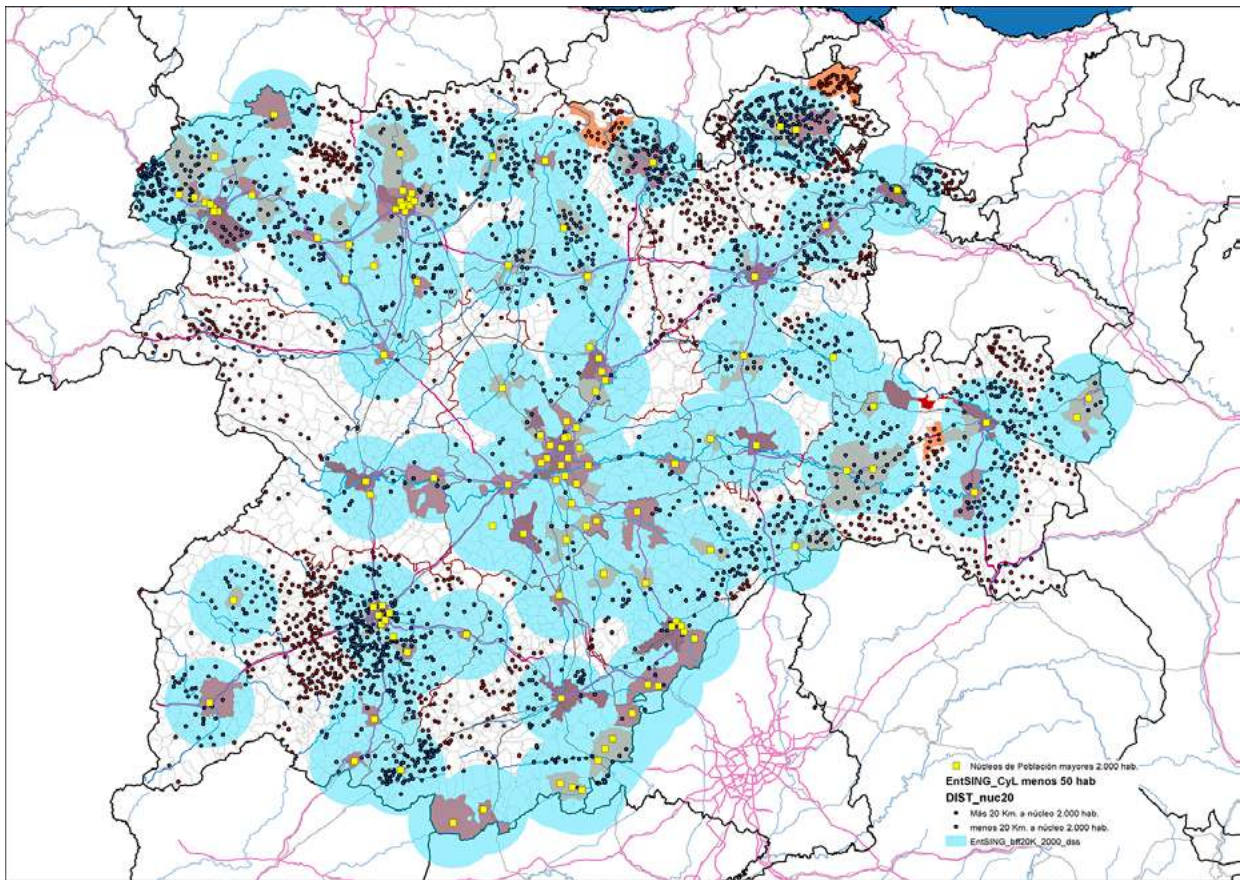 Núcleos de Población mayores 2.000 hab.
EntSING_CyL menos 50 hab
DIST_nuc20
Más 20 Km. a núcleo 2.000 hab.
menos 20 Km. a núcleo 2.000 hab.
EntSING_bff20K_2000_dss